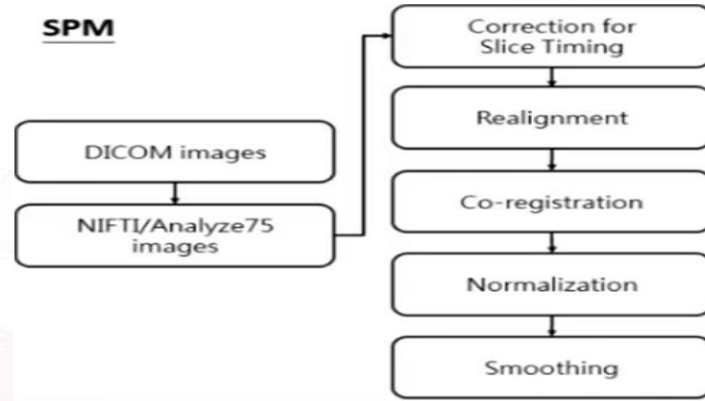 SPM
DICOM images
NIFTI/Analyze75
images
Correction for
Slice Timing
Realignment
Co-registration
Normalization
Smoothing